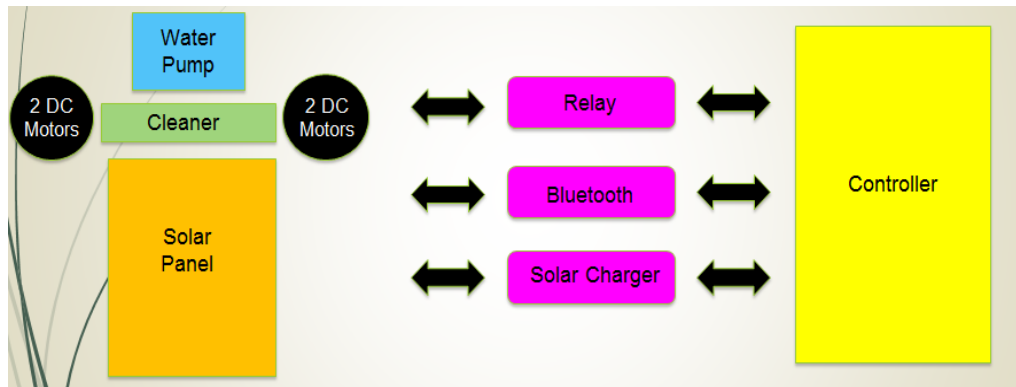 Water
Pump
2 DC
Motors
Cleaner
2 DC
Motors
Solar
Panel
Relay
Bluetooth
Solar Charger
Controller